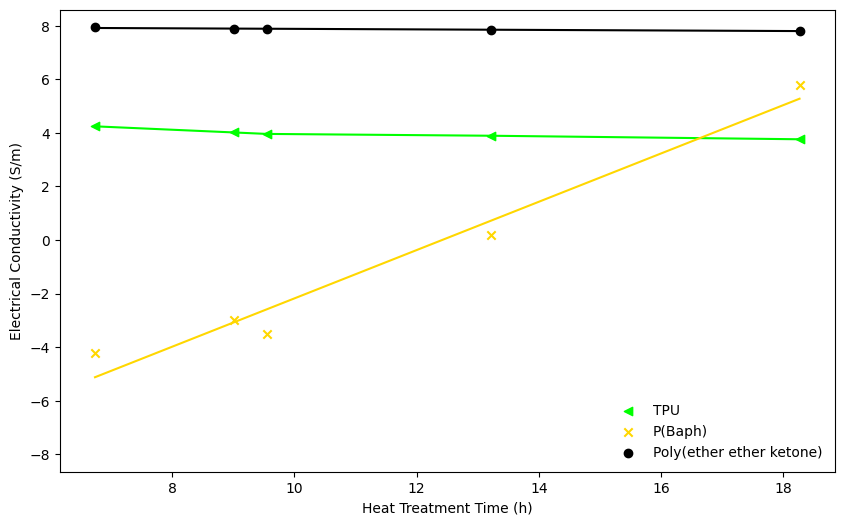 8
6
4
2
0
−2
−4
−6
−8
Electrical Conductivity (S/m)
TPU
P(Baph)
Poly(ether ether ketone)
8 10 12 14 16 18
Heat Treatment Time (h)